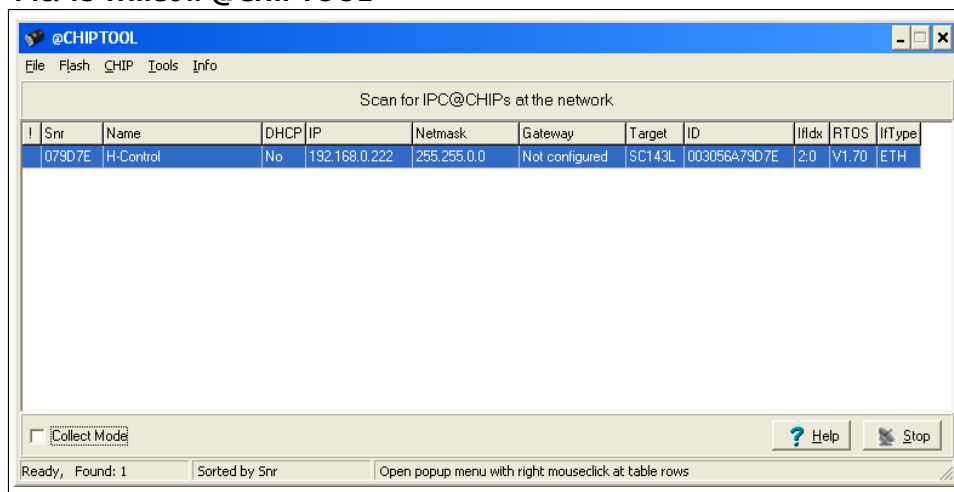 @CHIPTOOL
File Flash CHIP Tools Info
Scan for IPC@CHIPs at the network
! Snr Name DHCP IP Netmask Gateway Target ID IfIdx RTOS IfType
079D7E H-Control No 192.168.0.222 255.255.0.0 Not configured SC143L 003056A79D7E 2:0 V1.70 ETH
Collect Mode ? Help Stop
Ready, Found: 1 Sorted by Snr Open popup menu with right mouseclick at table rows